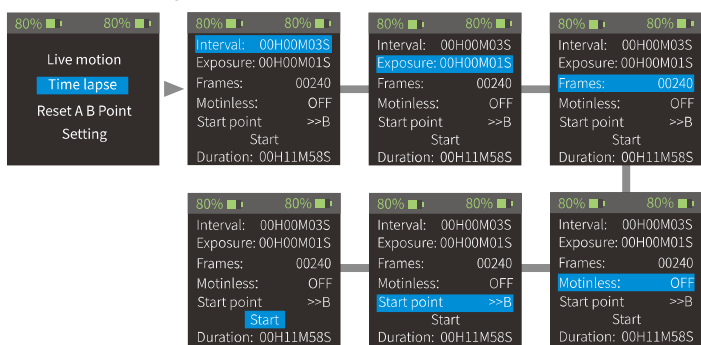 80% 80%
Live motion
Time lapse
Reset A B Point
Setting
80% 80%
Interval: 00H00M03S
Exposure: 00H00M01S
Frames: 00240
Motinless: OFF
Start point >>B
Start
Duration: 00H11M58S
80% 80%
Interval: 00H00M03S
Exposure: 00H00M01S
Frames: 00240
Motinless: OFF
Start point >>B
Start
Duration: 00H11M58S
80% 80%
Interval: 00H00M03S
Exposure: 00H00M01S
Frames: 00240
Motinless: OFF
Start point >>B
Start
Duration: 00H11M58S
80% 80%
Interval: 00H00M03S
Exposure: 00H00M01S
Frames: 00240
Motinless: OFF
Start point >>B
Start
Duration: 00H11M58S
80% 80%
Interval: 00H00M03S
Exposure: 00H00M01S
Frames: 00240
Motinless: OFF
Start point >>B
Start
Duration: 00H11M58S
80% 80%
Interval: 00H00M03S
Exposure: 00H00M01S
Frames: 00240
Motinless: OFF
Start point >>B
Start
Duration: 00H11M58S